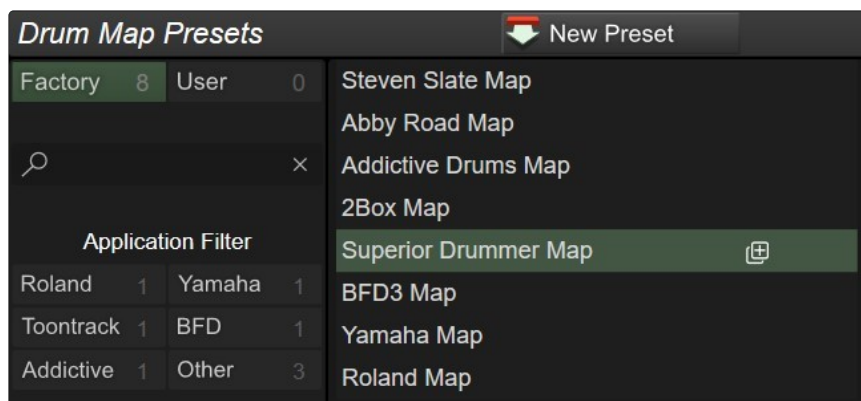 Drum Map Presets
New Preset
Factory 8 User 0
Application Filter
Roland 1 Yamaha 1
Toontrack 1 BFD 1
Addictive 1 Other 3
Steven Slate Map
Abby Road Map
Addictive Drums Map
2Box Map
Superior Drummer Map
BFD3 Map
Yamaha Map
Roland Map